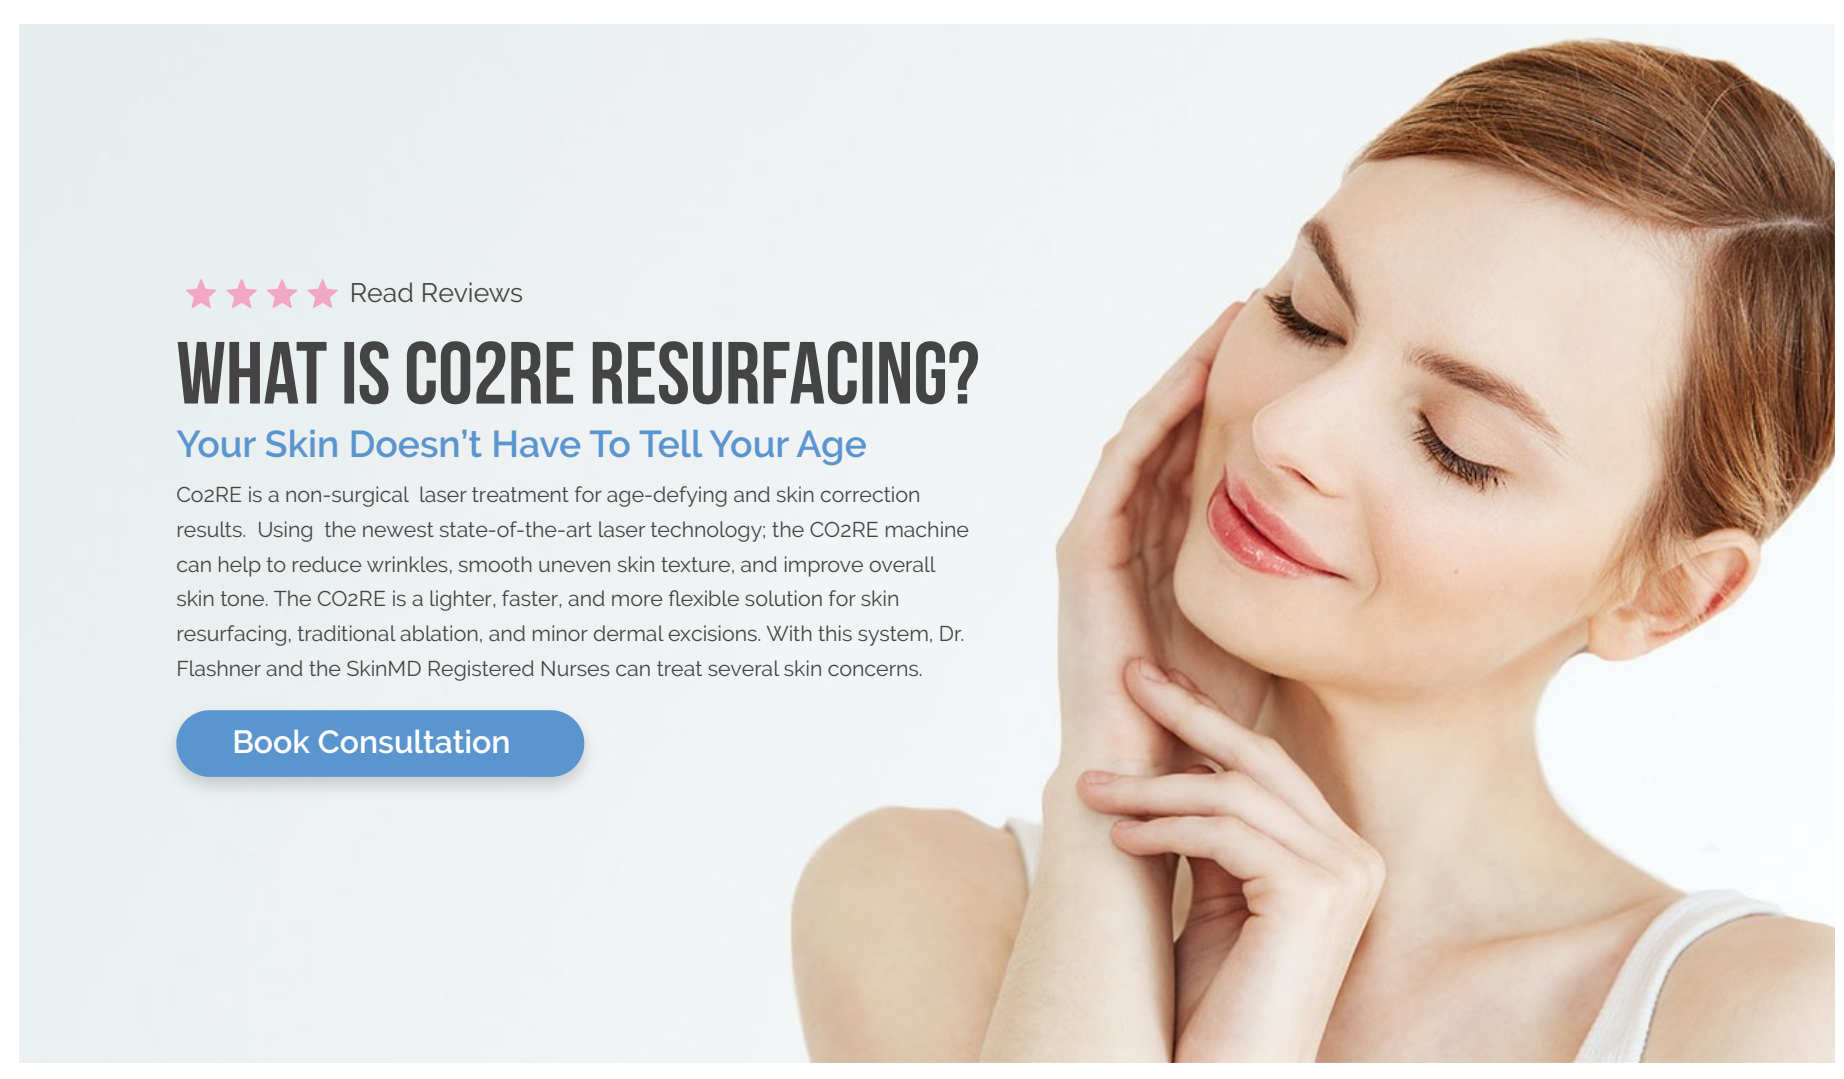 Read Reviews
WHAT IS CO2RE RESURFACING?
Your Skin Doesn’t Have To Tell Your Age
Co2RE is a non-surgical  laser treatment for age-defying and skin correction
results.  Using  the newest state-of-the-art laser technology; the CO2RE machine
can help to reduce wrinkles, smooth uneven skin texture, and improve overall
skin tone. The CO2RE is a lighter, faster, and more flexible solution for skin
resurfacing, traditional ablation, and minor dermal excisions. With this system, Dr.
Flashner and the SkinMD Registered Nurses can treat several skin concerns.
Book Consultation